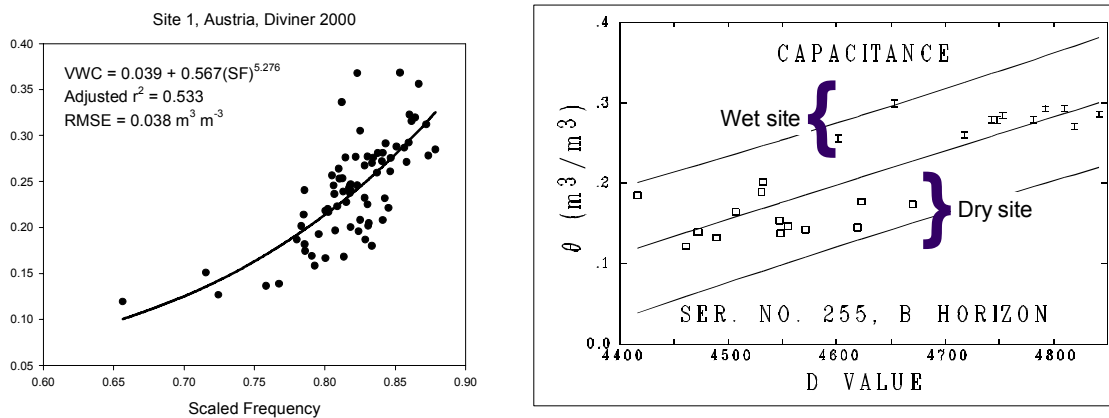 Site 1, Austria, Diviner 2000
VWC = 0.039 + 0.567(SF)^5.276
Adjusted r² = 0.533
RMSE = 0.038 m³ m⁻³
0.40
0.35
0.30
0.25
0.20
0.15
0.10
0.05
0.60
0.65
0.70
0.75
0.80
0.85
0.90
Scaled Frequency
CAPACITANCE
Wet site
{
}
Dry site
SER. NO. 255, B HORIZON
θ (m3/m3)
.4
.3
.2
.1
0.0
4400
4500
4600
4700
4800
D VALUE